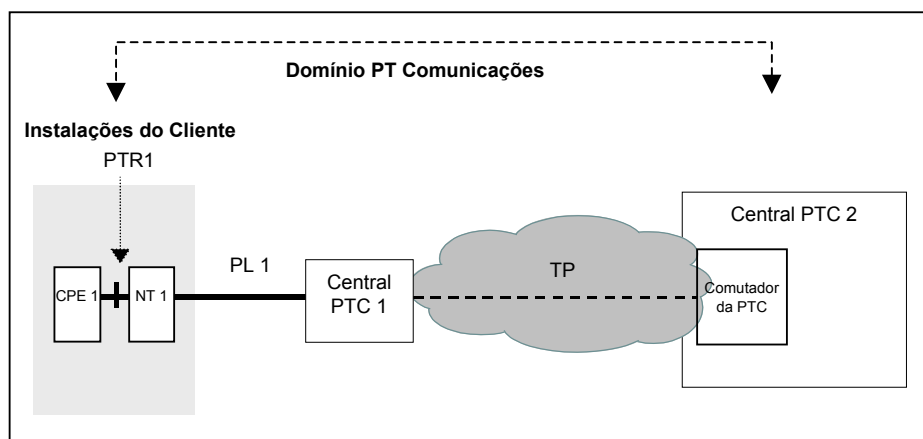 Domínio PT Comunicações
Instalações do Cliente
PTR1
CPE 1
NT 1
PL 1
Central
PTC 1
TP
Central PTC 2
Comutador
da PTC